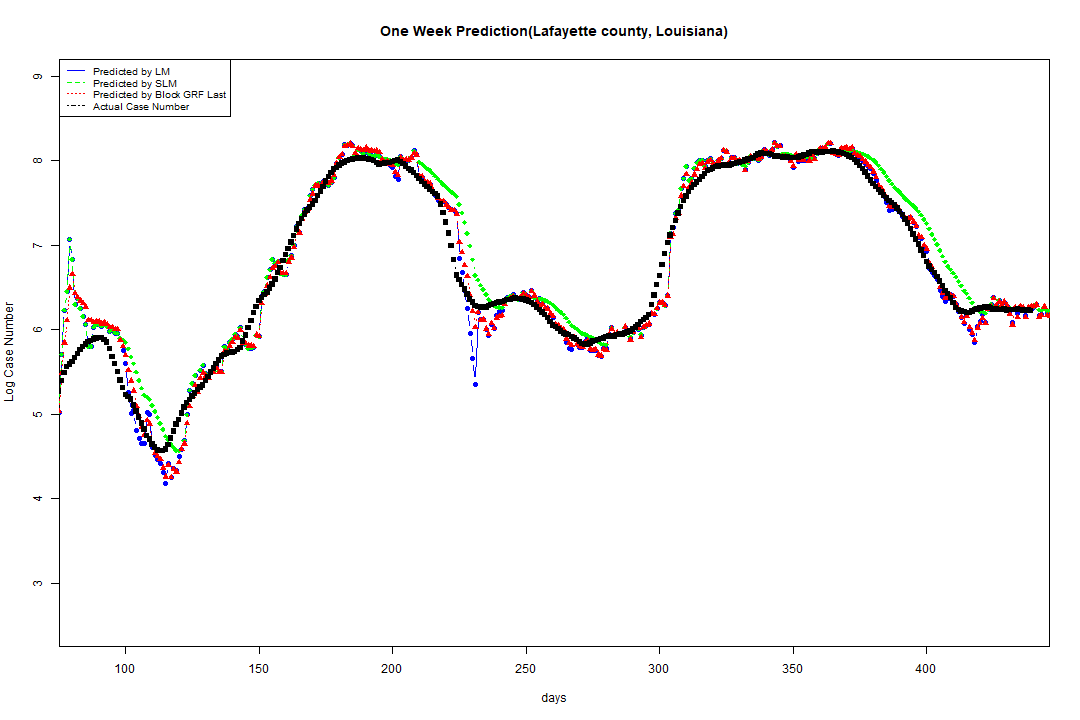 One Week Prediction(Lafayette county, Louisiana)
Predicted by LM
Predicted by SLM
Predicted by Block GRF Last
Actual Case Number
9
8
7
6
5
4
3
Log Case Number
100 150 200 250 300 350 400
days